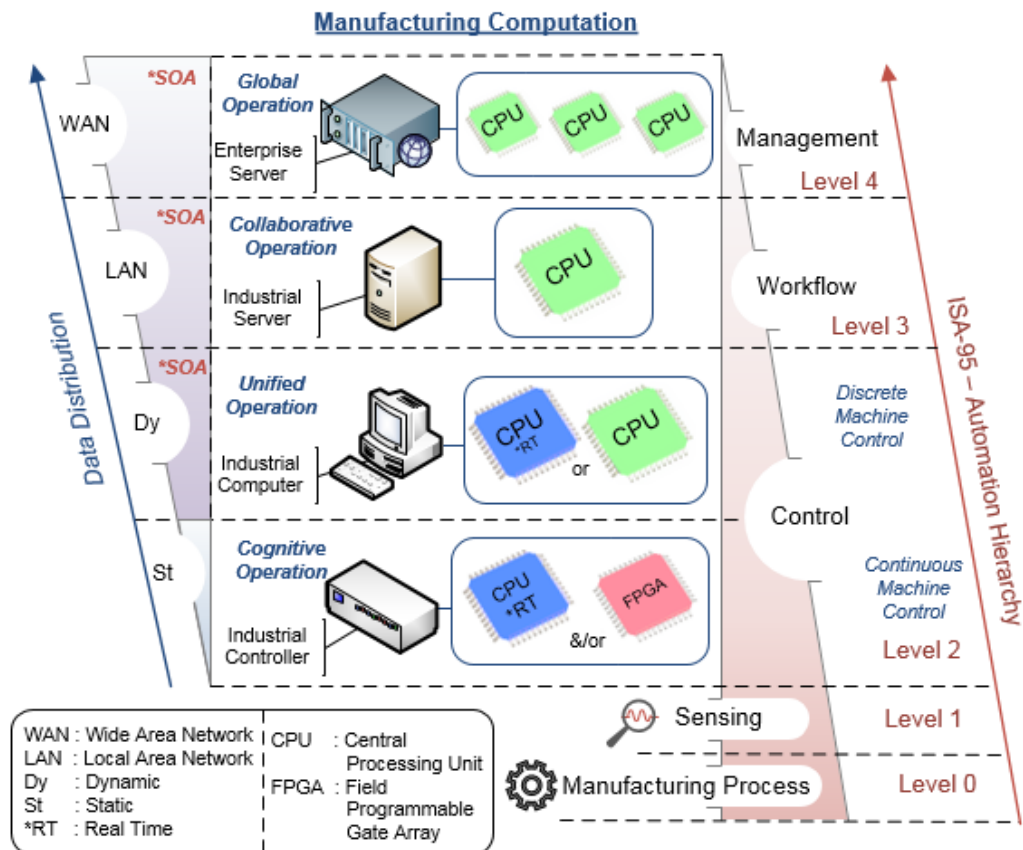 Manufacturing Computation
*SOA
Global
Operation
WAN
Enterprise
Server
CPU
CPU
CPU
Management
Level 4
*SOA
Collaborative
Operation
LAN
Industrial
Server
CPU
Workflow
Level 3
*SOA
Unified
Operation
Dy
Industrial
Computer
CPU
*RT
or
CPU
Discrete
Machine
Control
Control
Cognitive
Operation
St
Industrial
Controller
CPU
*RT
&/or
FPGA
Continuous
Machine
Control
Level 2
Data Distribution
ISA-95 – Automation Hierarchy
Sensing
Level 1
Manufacturing Process
Level 0
WAN : Wide Area Network
LAN : Local Area Network
Dy : Dynamic
St : Static
*RT : Real Time
CPU : Central
Processing Unit
FPGA : Field
Programmable
Gate Array